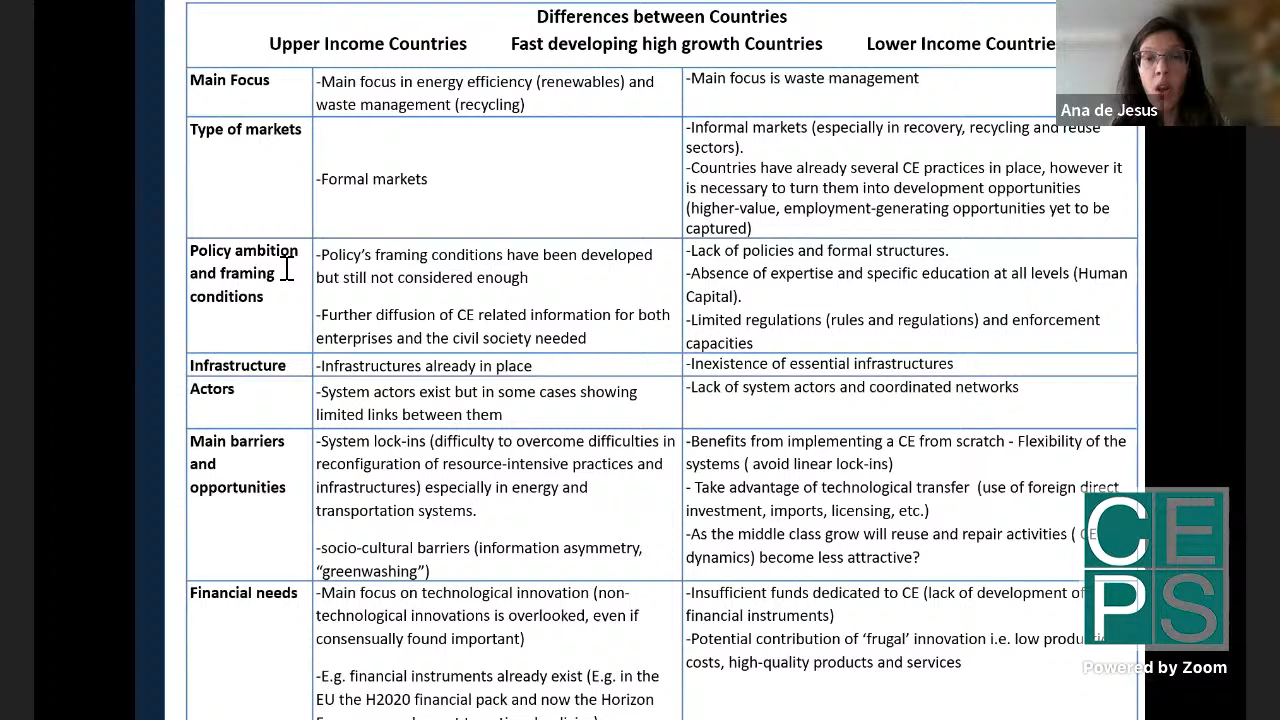 Differences between Countries
Upper Income Countries Fast developing high growth Countries Lower Income Countrie
Ana de Jesus
Main Focus
-Main focus in energy efficiency (renewables) and
waste management (recycling)
-Main focus is waste management
Type of markets
-Formal markets
-Informal markets (especially in recovery, recycling and reuse
sectors).
-Countries have already several CE practices in place, however it
is necessary to turn them into development opportunities
(higher-value, employment-generating opportunities yet to be
captured)
Policy ambition
and framing
conditions
-Policy’s framing conditions have been developed
but still not considered enough
-Further diffusion of CE related information for both
enterprises and the civil society needed
-Lack of policies and formal structures.
-Absence of expertise and specific education at all levels (Human
Capital).
-Limited regulations (rules and regulations) and enforcement
capacities
Infrastructure
-Infrastructures already in place
-Inexistence of essential infrastructures
Actors
-System actors exist but in some cases showing
limited links between them
-Lack of system actors and coordinated networks
Main barriers
and
opportunities
-System lock-ins (difficulty to overcome difficulties in
reconfiguration of resource-intensive practices and
infrastructures) especially in energy and
transportation systems.
-socio-cultural barriers (information asymmetry,
“greenwashing”)
-Benefits from implementing a CE from scratch - Flexibility of the
systems ( avoid linear lock-ins)
- Take advantage of technological transfer (use of foreign direct
investment, imports, licensing, etc.)
-As the middle class grow will reuse and repair activities ( CE
dynamics) become less attractive?
Financial needs
-Main focus on technological innovation (non-
technological innovations is overlooked, even if
consensually found important)
-E.g. financial instruments already exist (E.g. in the
EU the H2020 financial pack and now the Horizon
-Insufficient funds dedicated to CE (lack of development of
financial instruments)
-Potential contribution of ‘frugal’ innovation i.e. low production
costs, high-quality products and services
CE
PS
Powered by Zoom